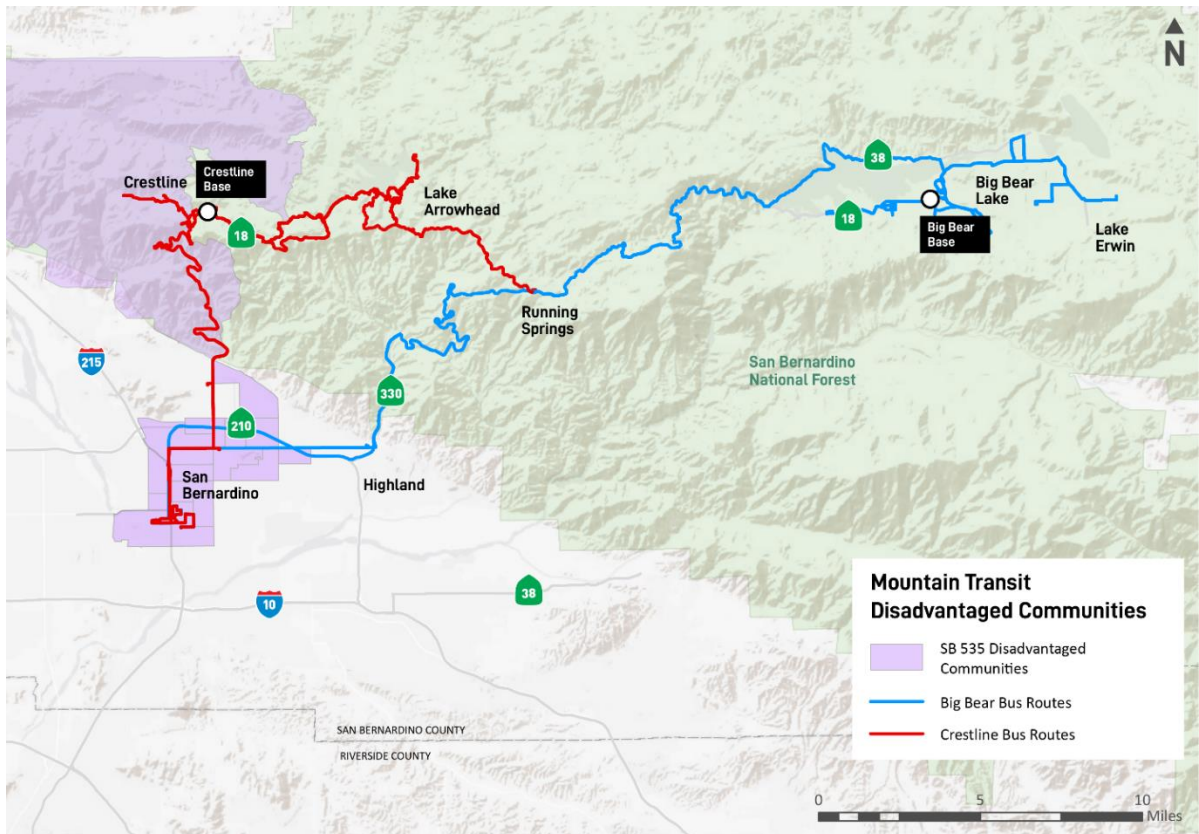 N
Crestline
Crestline
Base
18
Lake
Arrowhead
38
18
Big Bear
Lake
Big Bear
Base
Lake
Erwin
Running
Springs
215
330
San Bernardino
National Forest
210
San
Bernardino
Highland
10
38
SAN BERNARDINO COUNTY
RIVERSIDE COUNTY
Mountain Transit
Disadvantaged Communities
SB 535 Disadvantaged
Communities
Big Bear Bus Routes
Crestline Bus Routes
0 5 10
Miles